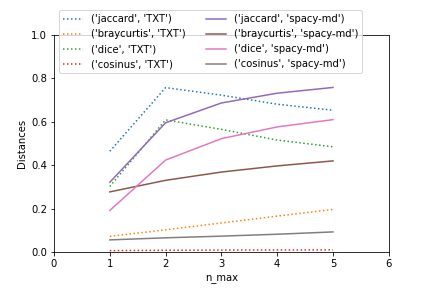 ('jaccard', 'TXT') ('jaccard', 'spacy-md')
('braycurtis', 'TXT') ('braycurtis', 'spacy-md')
('dice', 'TXT') ('dice', 'spacy-md')
('cosinus', 'TXT') ('cosinus', 'spacy-md')
1.0
0.8
0.6
0.4
0.2
0.0
Distances
0 1 2 3 4 5 6
n_max